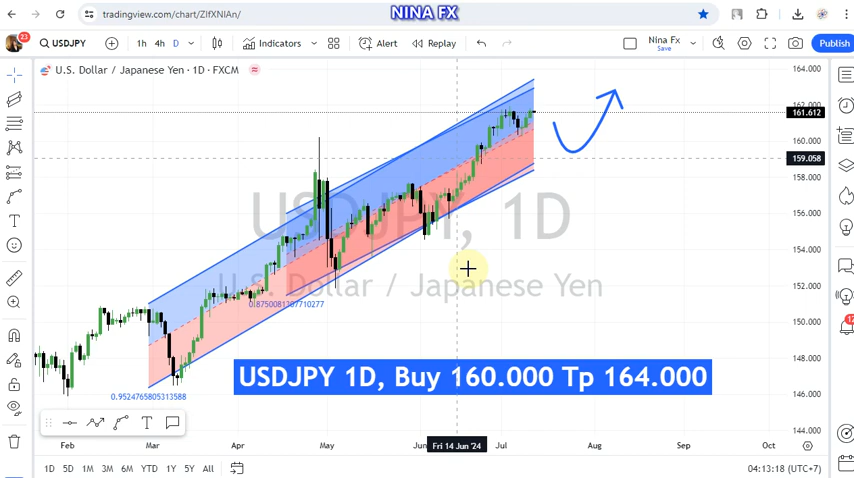 NINA FX
tradingview.com/chart/ZIfXNIAn/
23
USDJPY
1h 4h D
Indicators
Alert
Replay
Nina Fx
Save
Publish
U.S. Dollar / Japanese Yen · 1D · FXCM
164.000
162.000
161.612
160.000
159.058
158.000
156.000
154.000
152.000
150.000
148.000
146.000
144.000
USDJPY, 1D
U.S. Dollar / Japanese Yen
0.9524765805313588
USDJPY 1D, Buy 160.000 Tp 164.000
Feb Mar Apr May Jun Fri 14 Jun '24 Jul Aug Sep Oct
1D 5D 1M 3M 6M YTD 1Y 5Y All
04:13:18 (UTC+7)